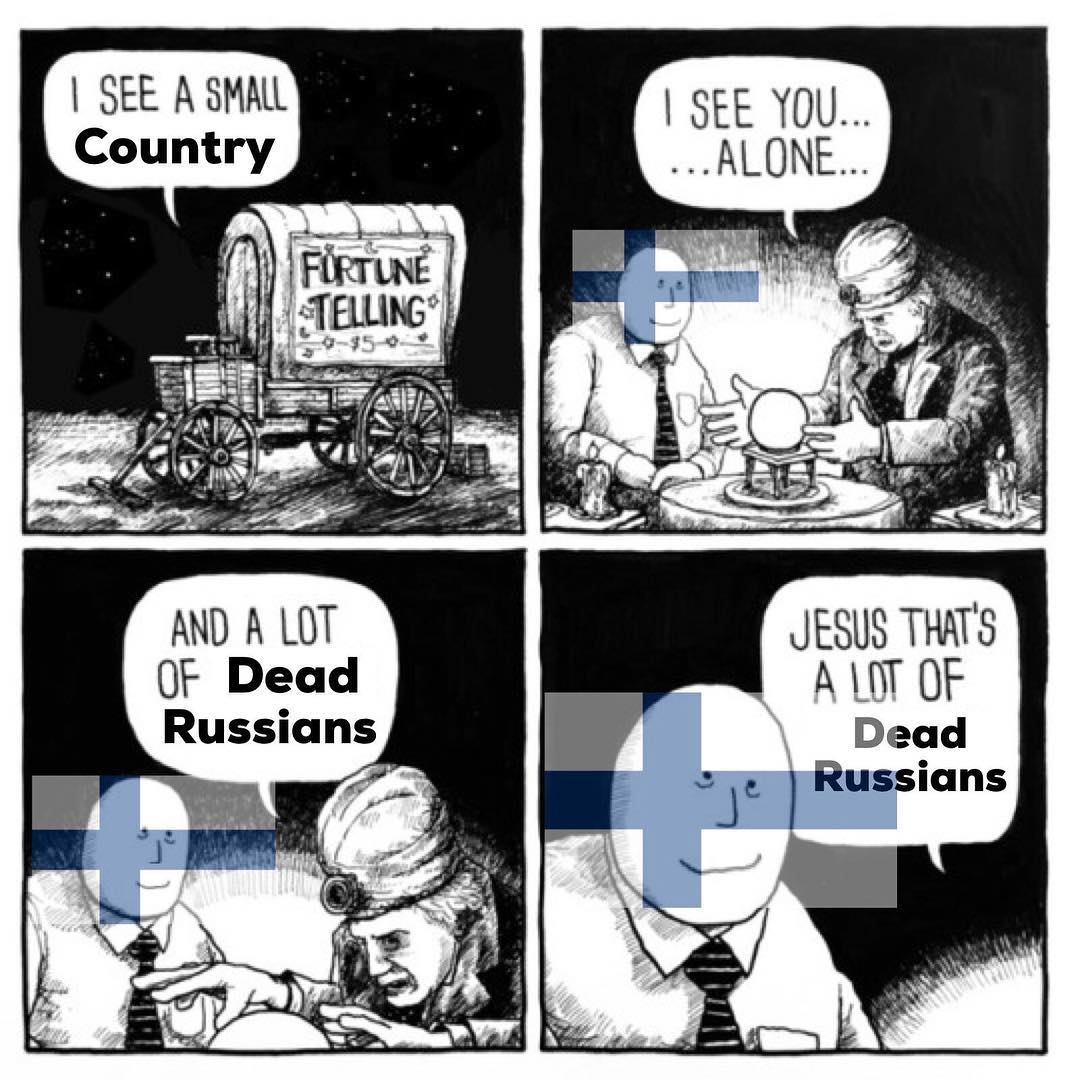 I SEE A SMALL
Country
FORTUNE
TELLING
$5
I SEE YOU...
...ALONE...
AND A LOT
OF Dead
Russians
JESUS THAT'S
A LOT OF
Dead
Russians